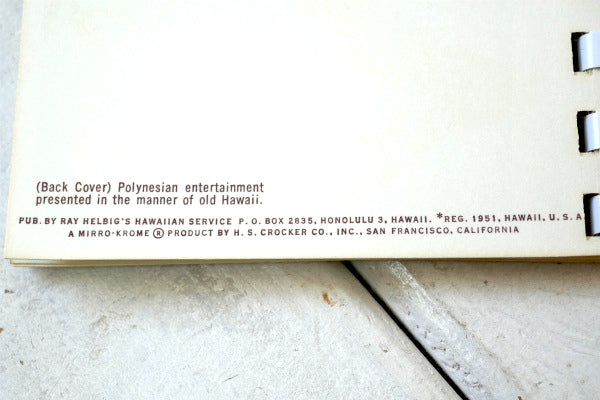 (Back Cover) Polynesian entertainment
presented in the manner of old Hawaii.
PUB. BY RAY HELBIG'S HAWAIIAN SERVICE P. O. BOX 2835, HONOLULU 3, HAWAII. *REG. 1951, HAWAII, U. S. A
A MIRRO-KROME ® PRODUCT BY H. S. CROCKER CO., INC., SAN FRANCISCO, CALIFORNIA